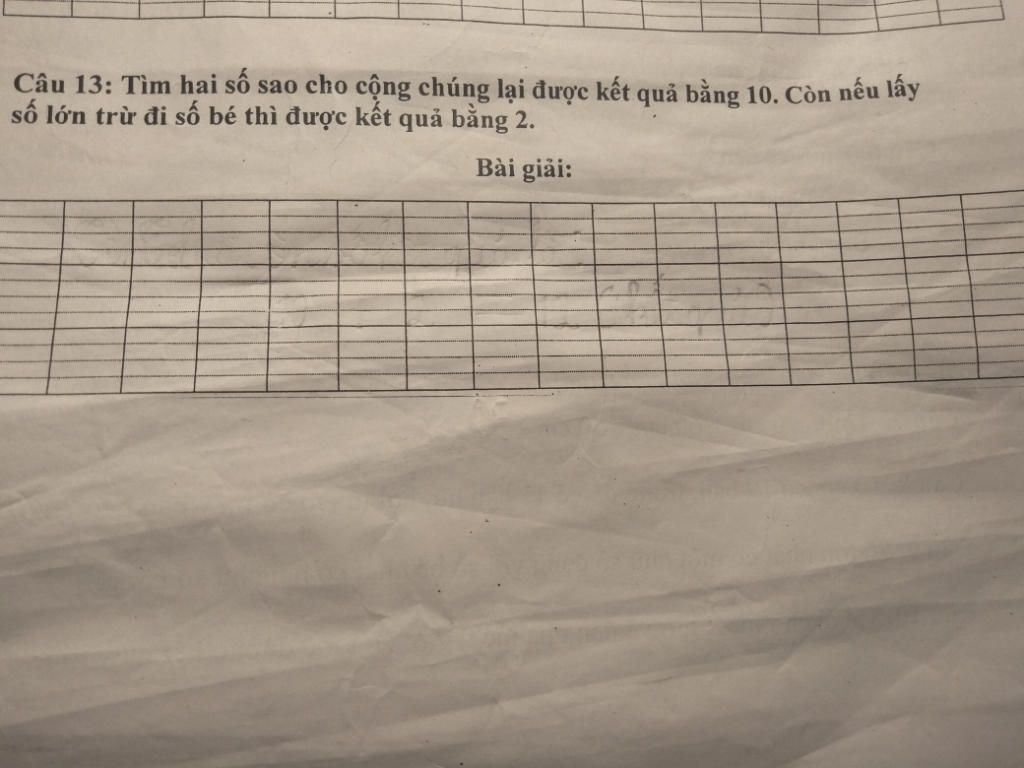 Câu 13: Tìm hai số sao cho cộng chúng lại được kết quả bằng 10. Còn nếu lấy
số lớn trừ đi số bé thì được kết quả bằng 2.
Bài giải: